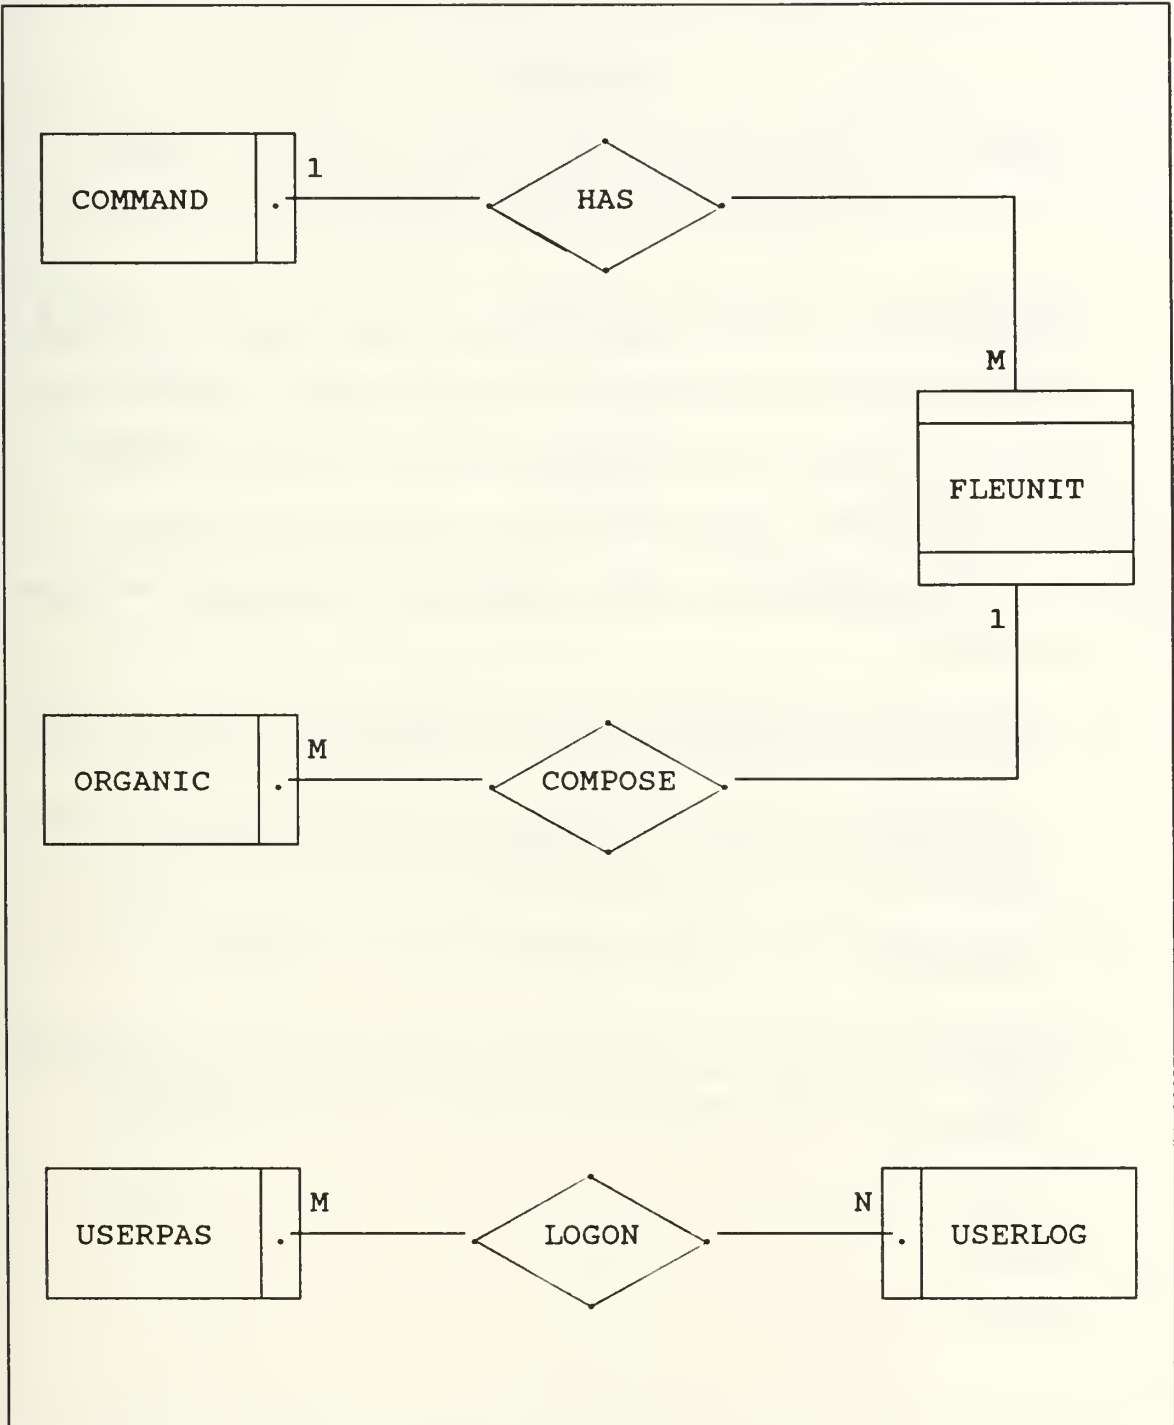 1
COMMAND
HAS
M
FLEUNIT
1
M
ORGANIC
COMPOSE
M
N
USERPAS
LOGON
USERLOG